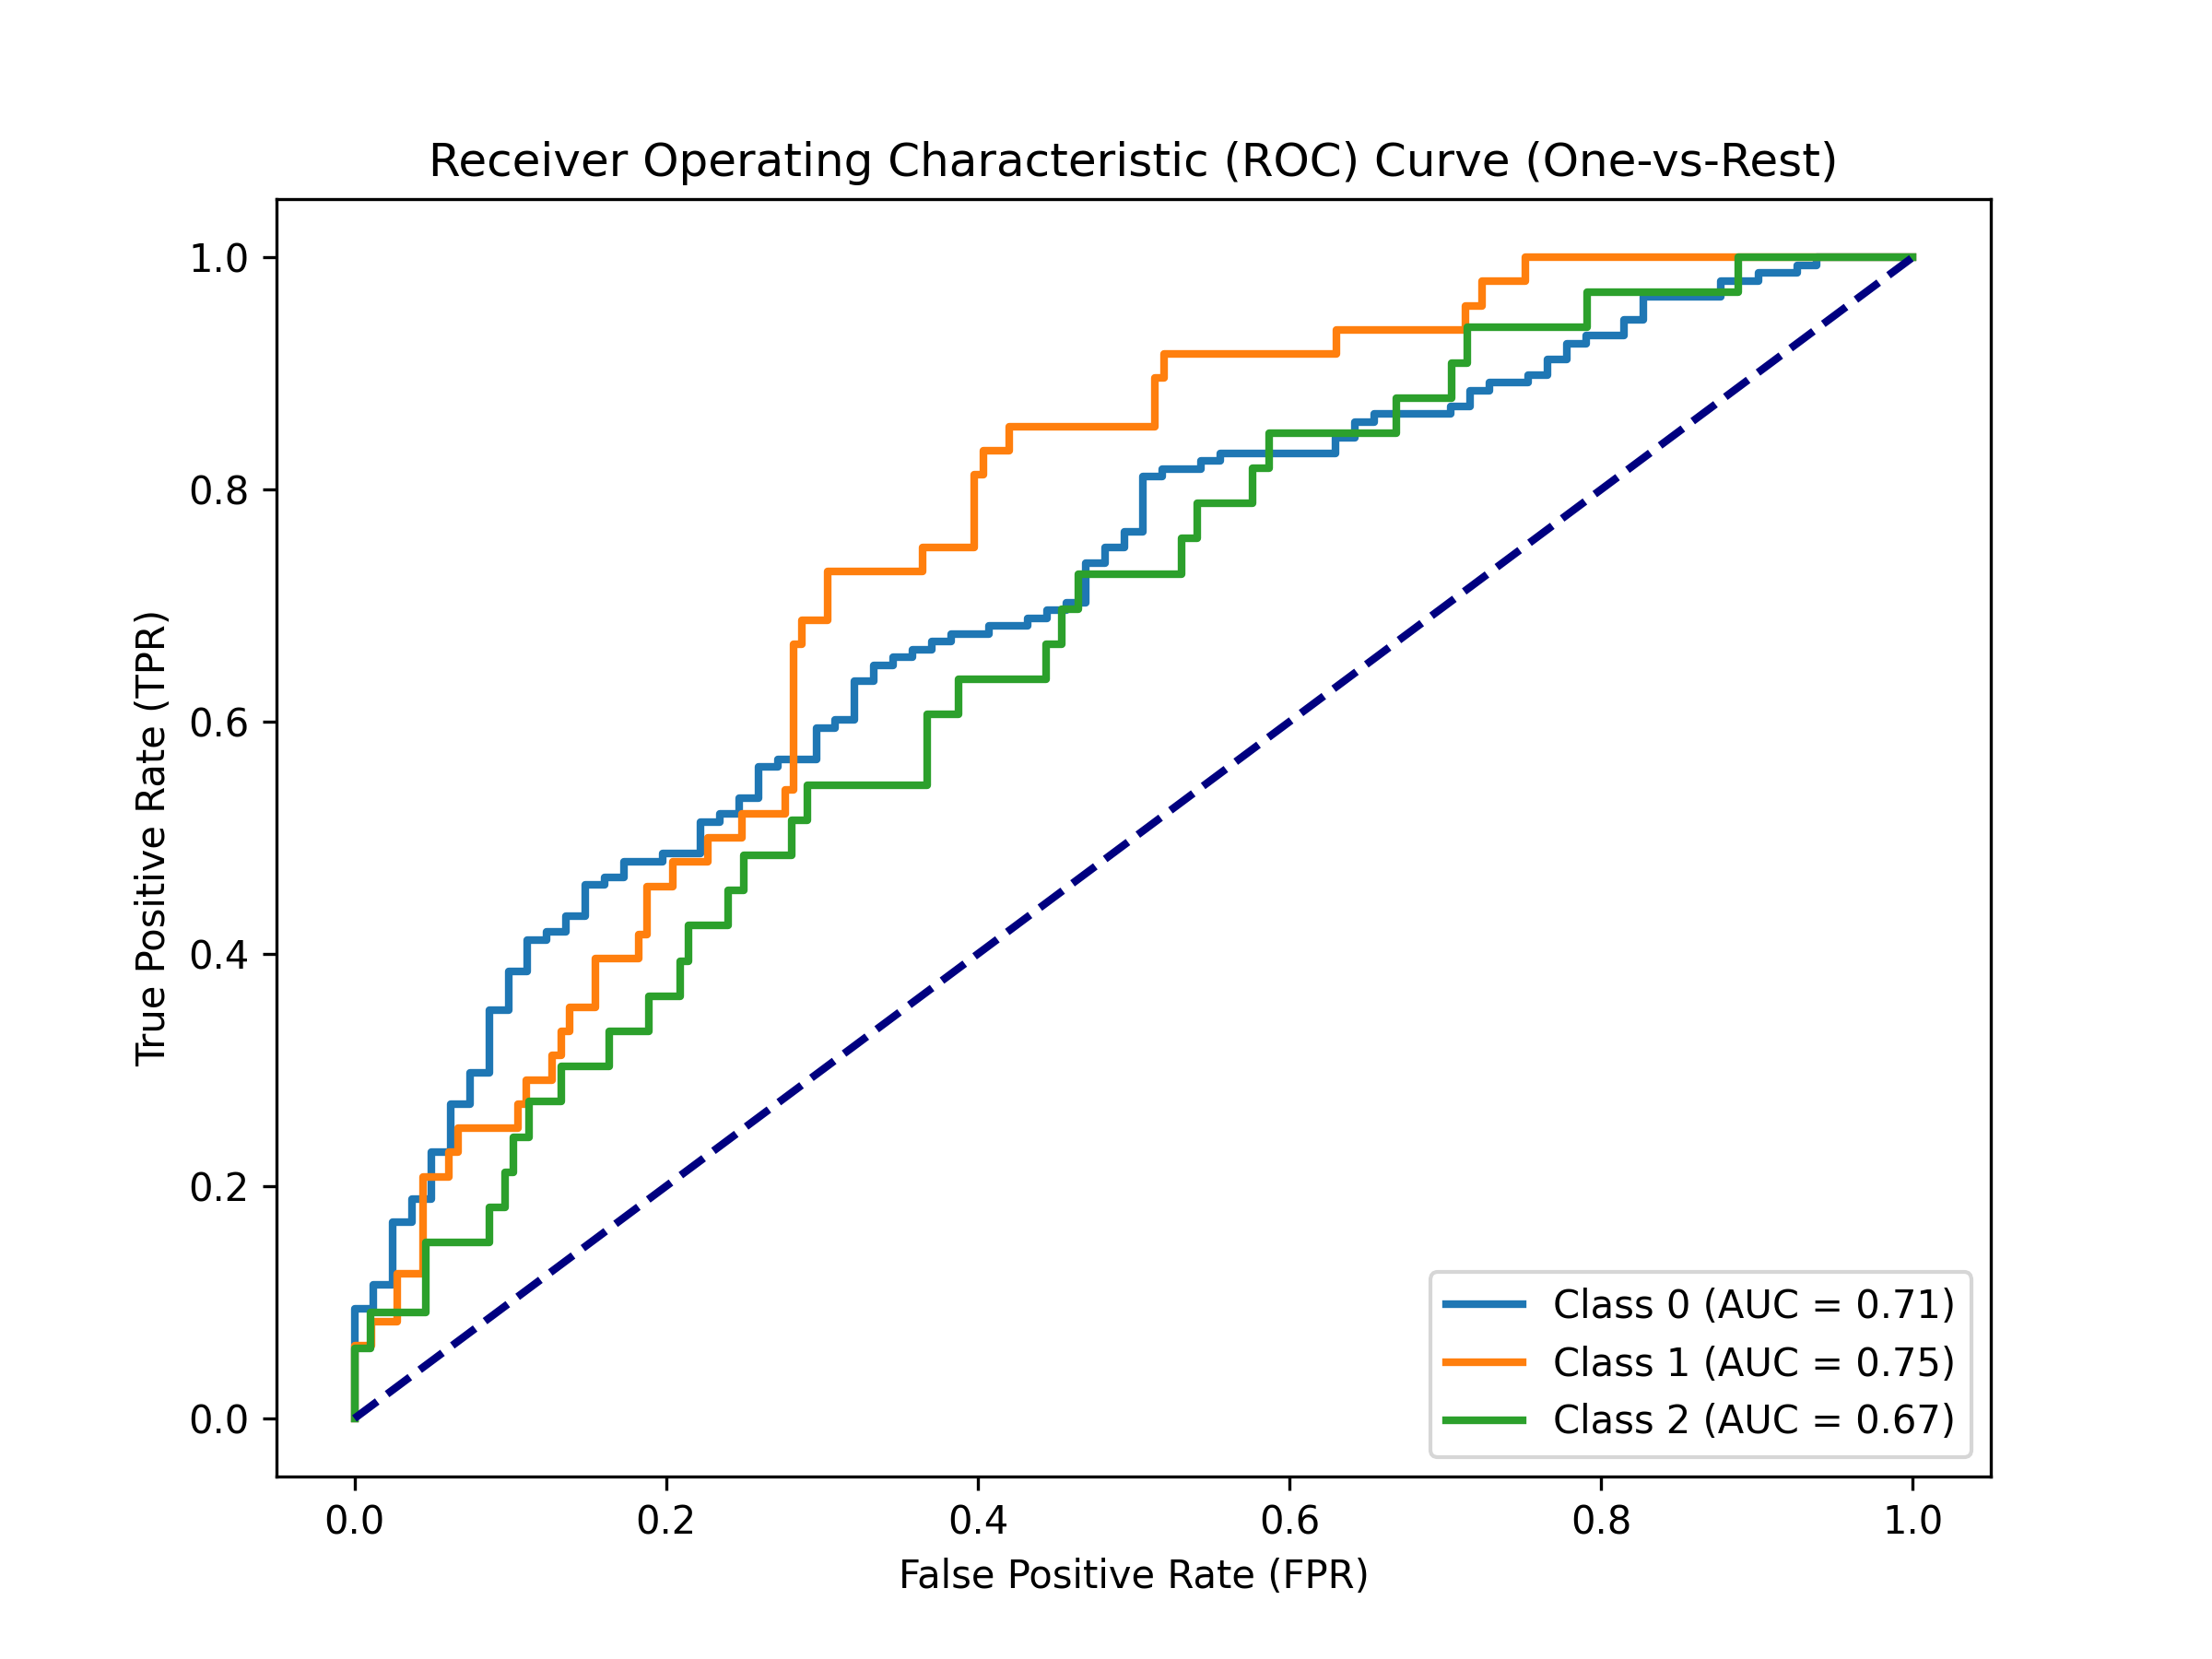 Receiver Operating Characteristic (ROC) Curve (One-vs-Rest)
1.0
0.8
0.6
0.4
0.2
0.0
True Positive Rate (TPR)
Class 0 (AUC = 0.71)
Class 1 (AUC = 0.75)
Class 2 (AUC = 0.67)
0.0 0.2 0.4 0.6 0.8 1.0
False Positive Rate (FPR)